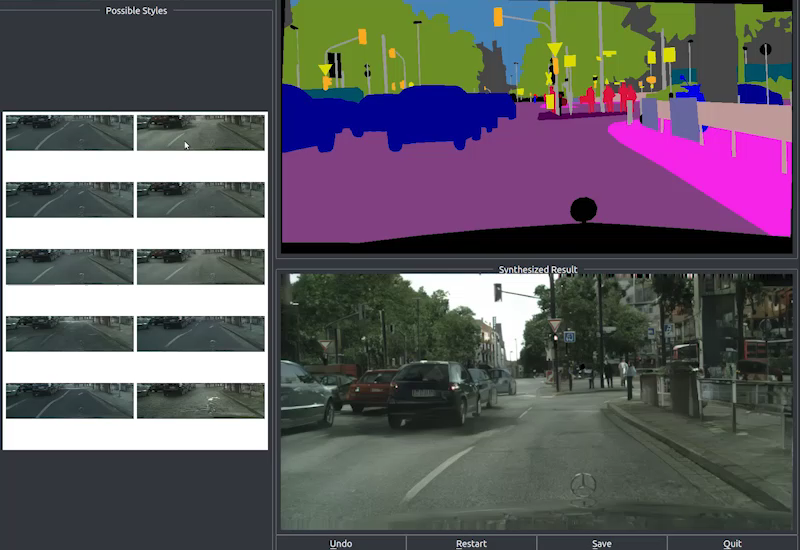 Possible Styles
Synthesized Result
Undo
Restart
Save
Quit